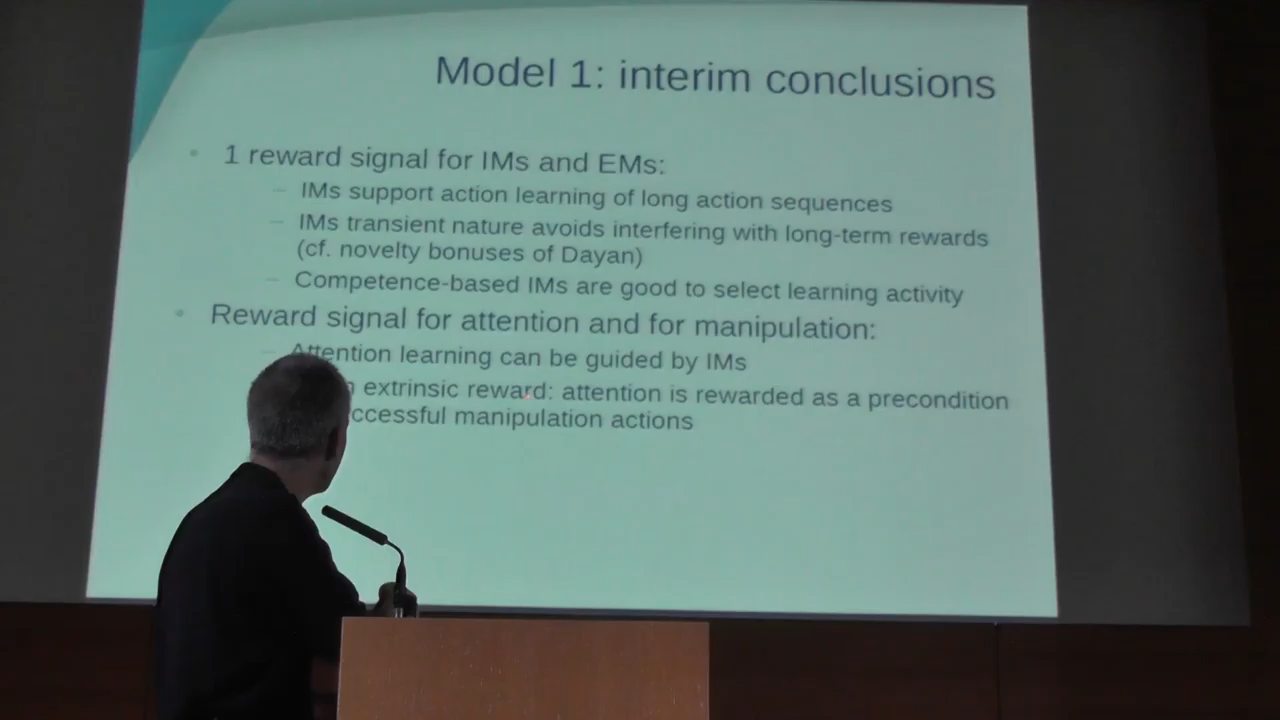 Model 1: interim conclusions
• 1 reward signal for IMs and EMs:
– IMs support action learning of long action sequences
– IMs transient nature avoids interfering with long-term rewards
(cf. novelty bonuses of Dayan)
– Competence-based IMs are good to select learning activity
• Reward signal for attention and for manipulation:
– Attention learning can be guided by IMs
extrinsic reward: attention is rewarded as a precondition
manipulation actions